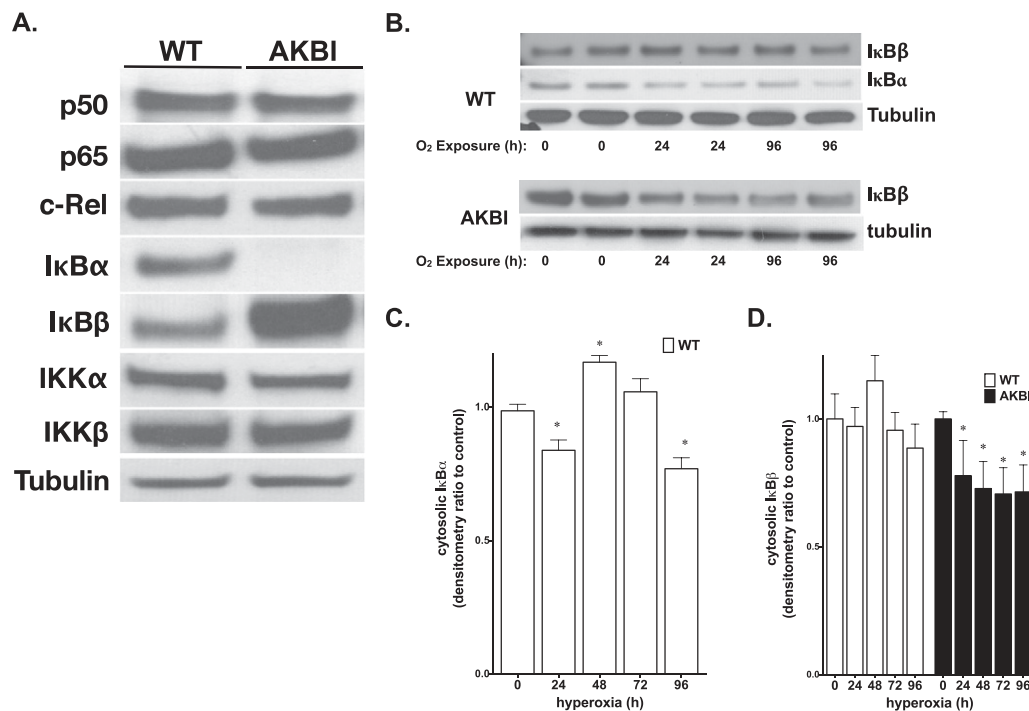 A.
WT AKBI
p50
p65
c-Rel
IκBα
IκBβ
IKKα
IKKβ
Tubulin
B.
WT
IκBβ
IκBα
Tubulin
O₂ Exposure (h): 0 0 24 24 96 96
AKBI
IκBβ
tubulin
O₂ Exposure (h): 0 0 24 24 96 96
C.
WT
cytosolic IκBα
(densitometry ratio to control)
1.0
0.5
0.0
* * *
0 24 48 72 96
hyperoxia (h)
D.
WT
AKBI
cytosolic IκBβ
(densitometry ratio to control)
1.0
0.5
0.0
* * * *
0 24 48 72 96 0 24 48 72 96
hyperoxia (h)